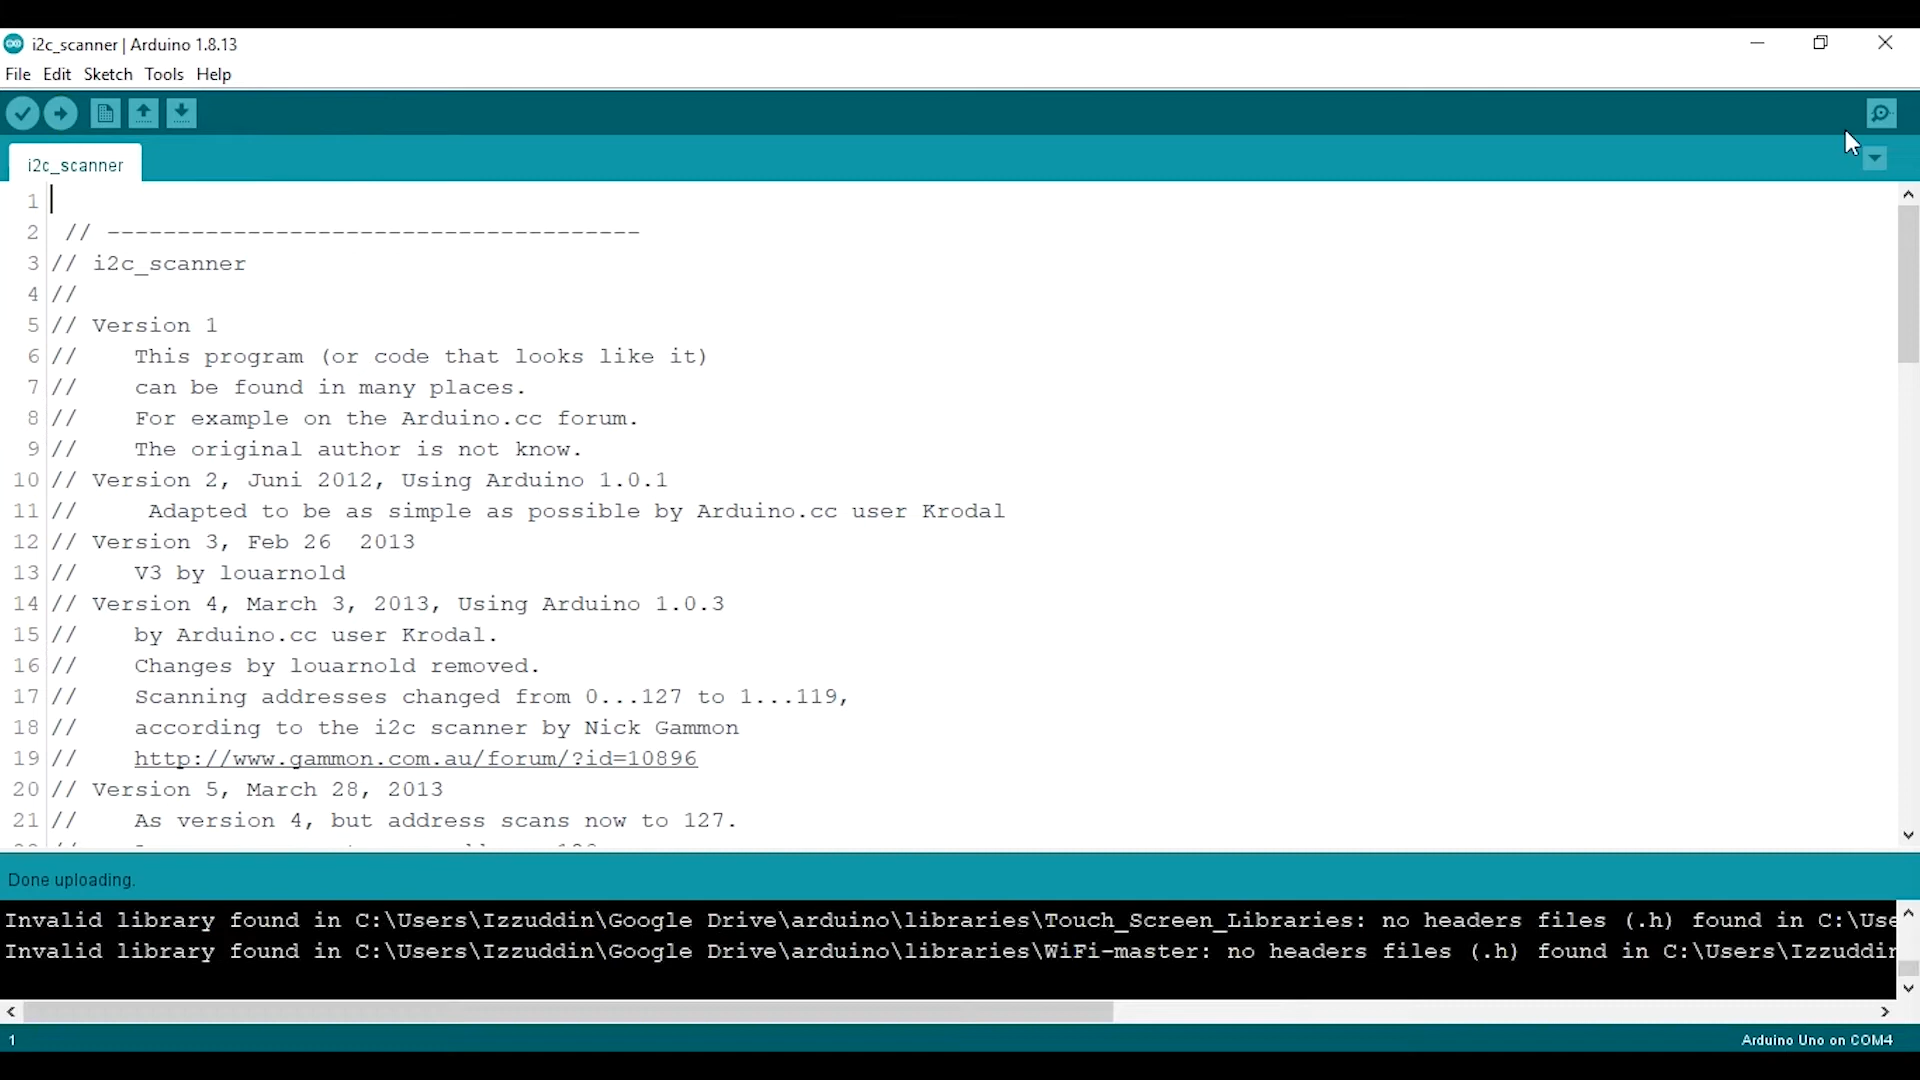 i2c_scanner | Arduino 1.8.13
File Edit Sketch Tools Help
i2c_scanner
1
2 // --------------------------------------
3 // i2c_scanner
4 //
5 // Version 1
6 //    This program (or code that looks like it)
7 //    can be found in many places.
8 //    For example on the Arduino.cc forum.
9 //    The original author is not know.
10 // Version 2, Juni 2012, Using Arduino 1.0.1
11 //     Adapted to be as simple as possible by Arduino.cc user Krodal
12 // Version 3, Feb 26  2013
13 //    V3 by louarnold
14 // Version 4, March 3, 2013, Using Arduino 1.0.3
15 //    by Arduino.cc user Krodal.
16 //    Changes by louarnold removed.
17 //    Scanning addresses changed from 0...127 to 1...119,
18 //    according to the i2c scanner by Nick Gammon
19 //    http://www.gammon.com.au/forum/?id=10896
20 // Version 5, March 28, 2013
21 //    As version 4, but address scans now to 127.
Done uploading.
Invalid library found in C:\Users\Izzuddin\Google Drive\arduino\libraries\Touch_Screen_Libraries: no headers files (.h) found in C:\Use
Invalid library found in C:\Users\Izzuddin\Google Drive\arduino\libraries\WiFi-master: no headers files (.h) found in C:\Users\Izzuddin
1
Arduino Uno on COM4